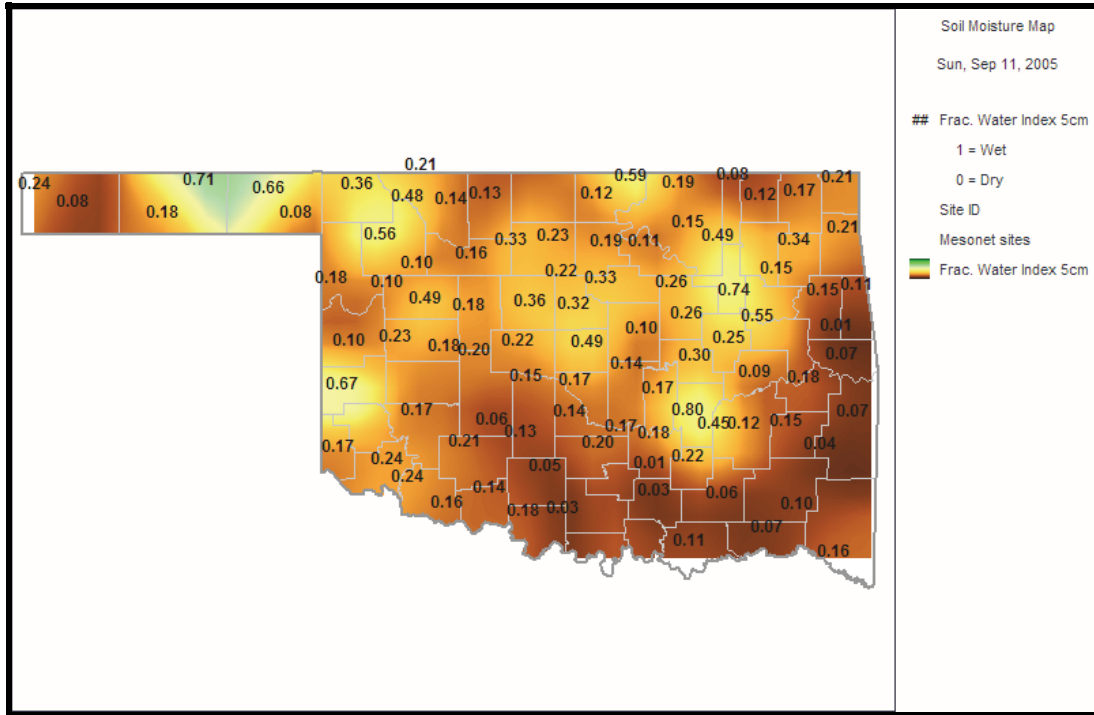 Soil Moisture Map
Sun, Sep 11, 2005
## Frac. Water Index 5cm
1 = Wet
0 = Dry
Site ID
Mesonet sites
Frac. Water Index 5cm
0.21
0.24 0.71 0.66 0.36 0.48 0.14 0.13 0.12 0.59 0.19 0.08 0.12 0.17 0.21
0.08 0.18 0.08 0.56 0.33 0.23 0.19 0.11 0.15 0.49 0.34 0.21
0.18 0.10 0.10 0.16 0.22 0.33 0.26 0.74 0.15 0.15 0.11
0.49 0.18 0.36 0.32 0.26 0.55 0.01
0.10 0.23 0.18 0.20 0.22 0.49 0.10 0.25 0.07
0.67 0.15 0.17 0.14 0.30 0.09 0.18
0.17 0.06 0.13 0.14 0.17 0.17 0.80 0.45 0.12 0.15 0.07
0.17 0.24 0.21 0.20 0.18 0.22 0.04
0.24 0.16 0.14 0.05 0.01 0.03 0.06 0.10
0.18 0.03 0.11 0.07 0.16